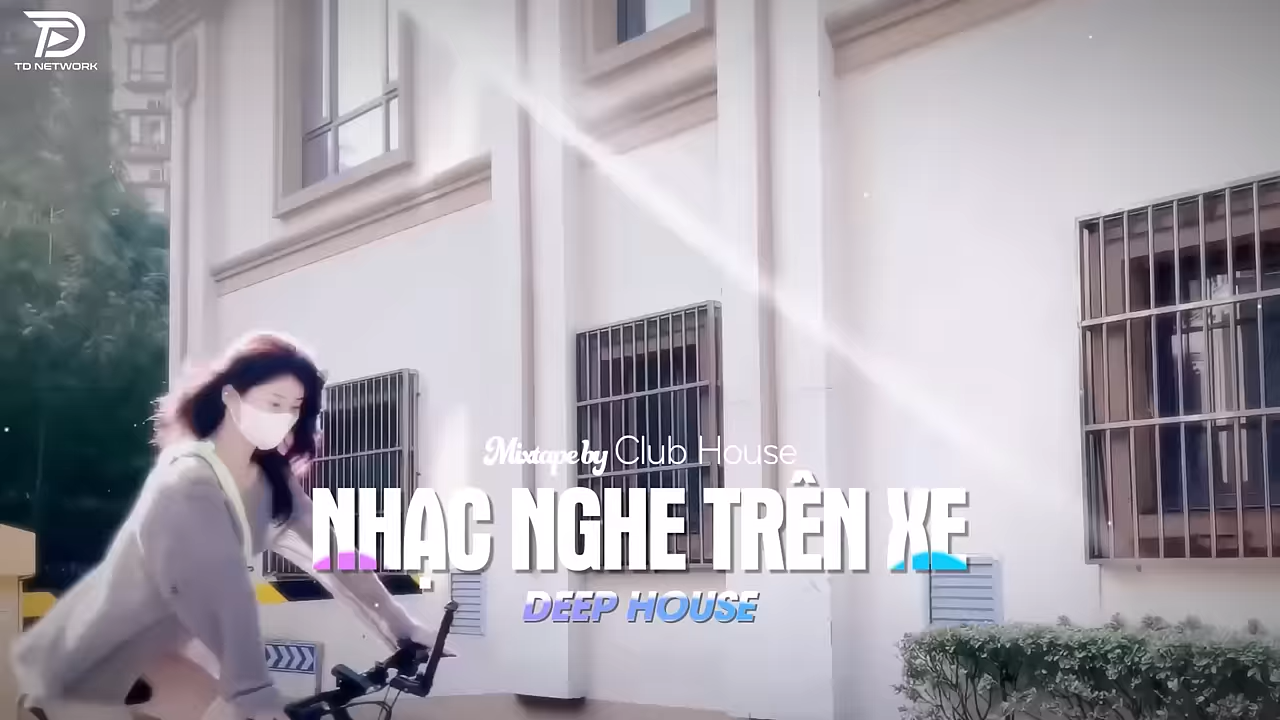 TD NETWORK
Mixtape by Club House
NHẠC NGHE TRÊN XE
DEEP HOUSE